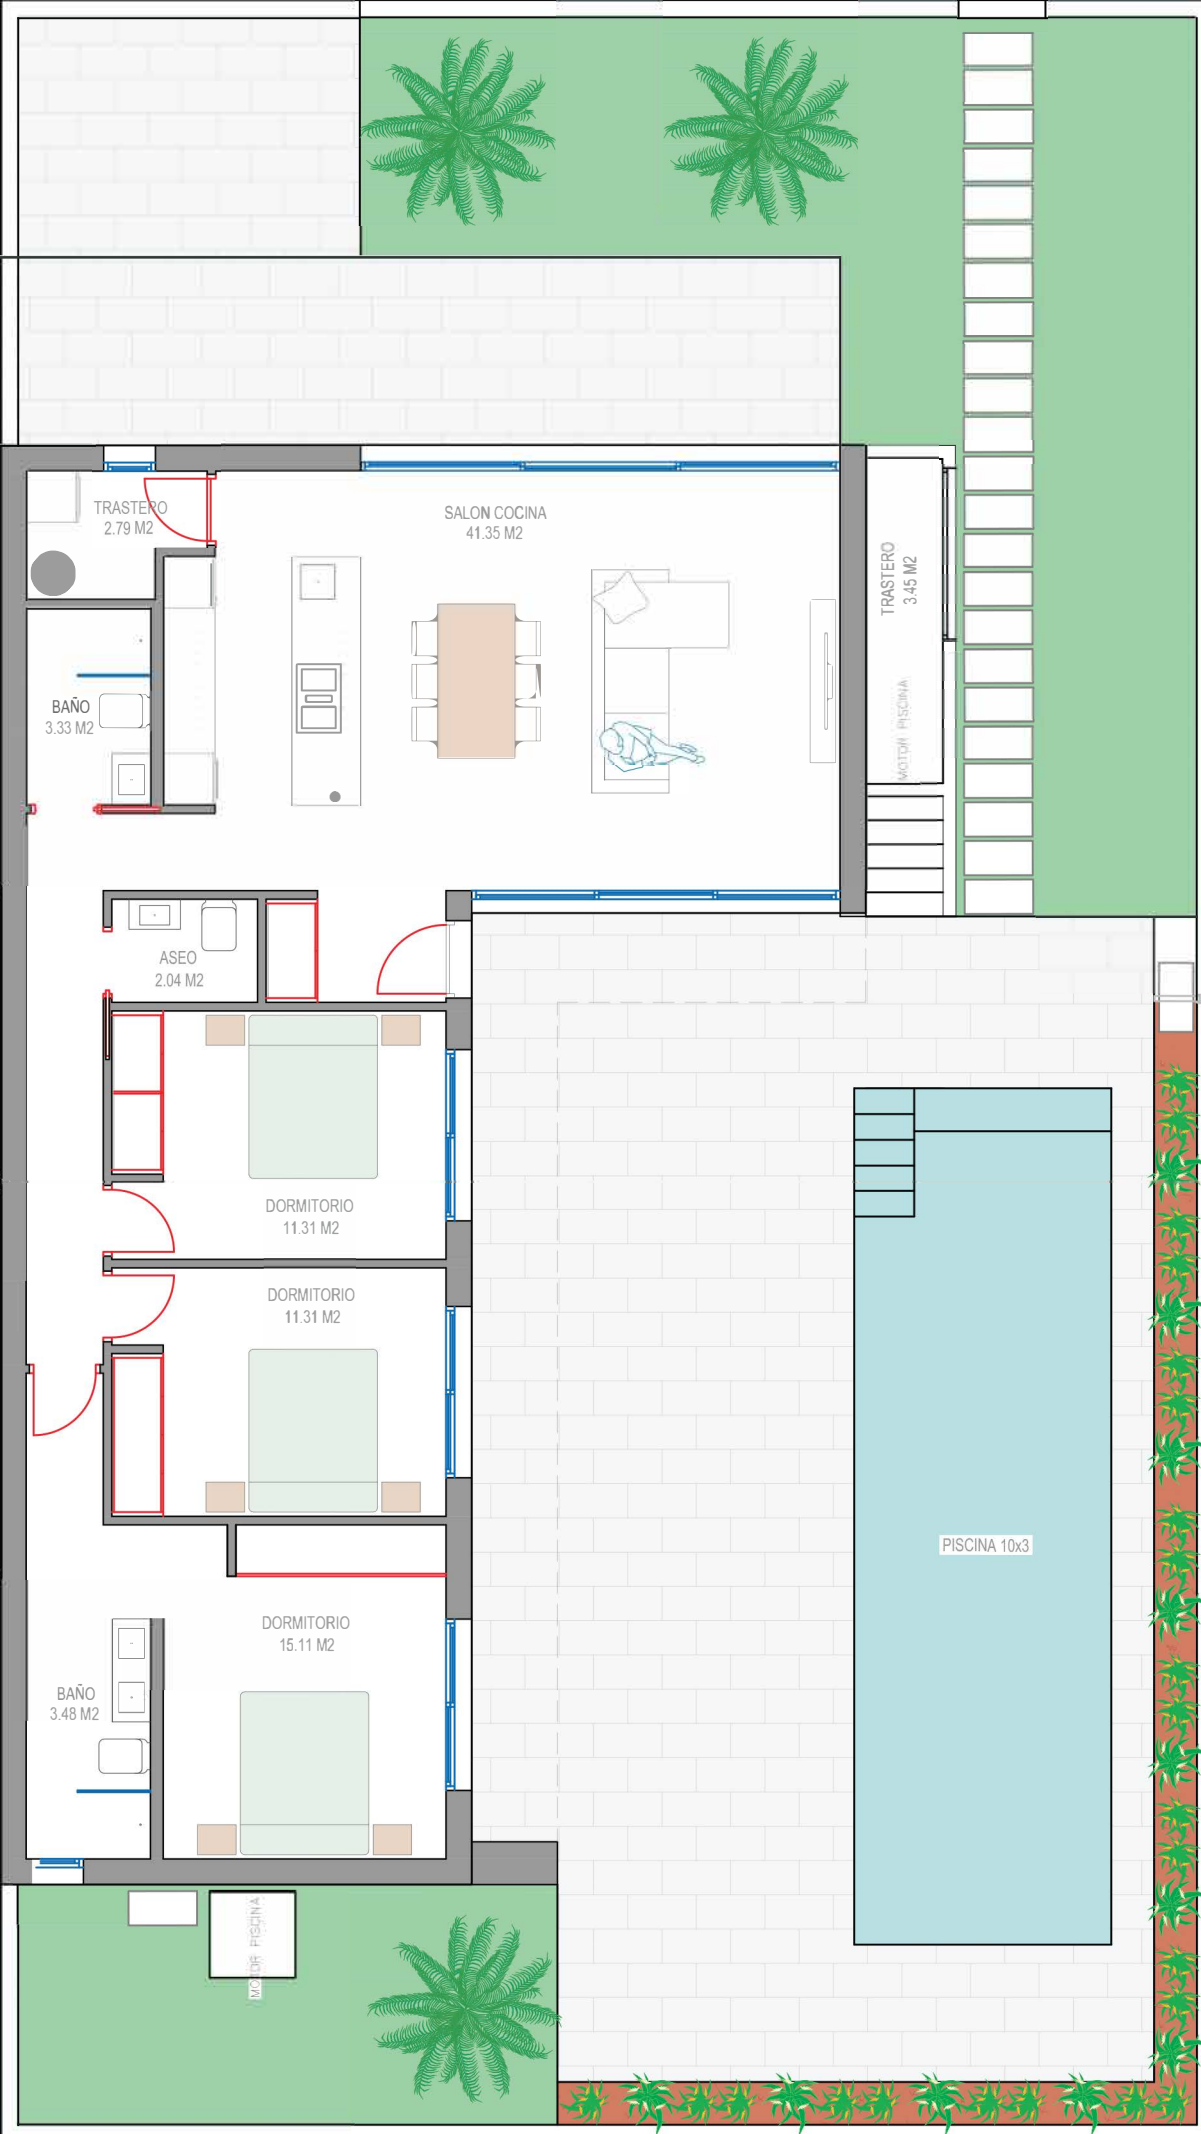 TRASTERO
2.79 M2
SALON COCINA
41.35 M2
TRASTERO
3.45 M2
MOTOR PISCINA
BAÑO
3.33 M2
ASEO
2.04 M2
DORMITORIO
11.31 M2
DORMITORIO
11.31 M2
PISCINA 10x3
DORMITORIO
15.11 M2
BAÑO
3.48 M2
MOTOR PISCINA